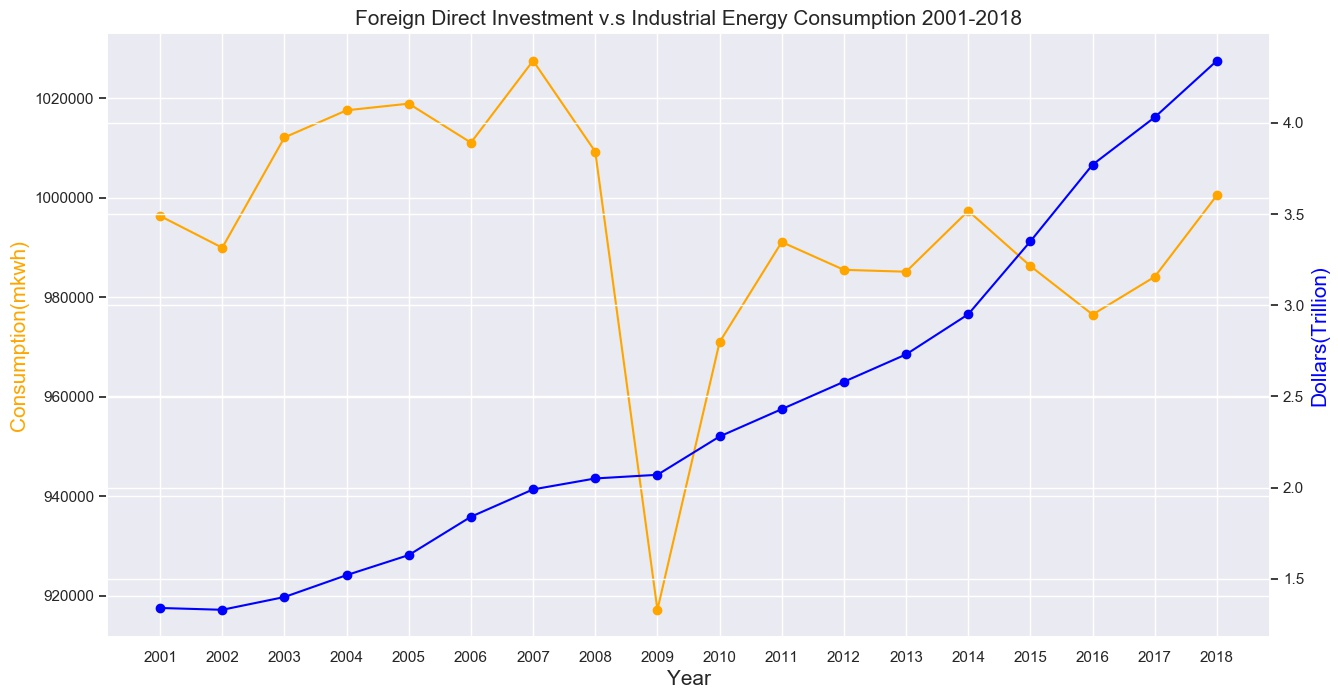 Foreign Direct Investment v.s Industrial Energy Consumption 2001-2018
Consumption(mkwh)
1020000
1000000
980000
960000
940000
920000
4.0
3.5
3.0
2.5
2.0
1.5
Dollars(Trillion)
2001 2002 2003 2004 2005 2006 2007 2008 2009 2010 2011 2012 2013 2014 2015 2016 2017 2018
Year